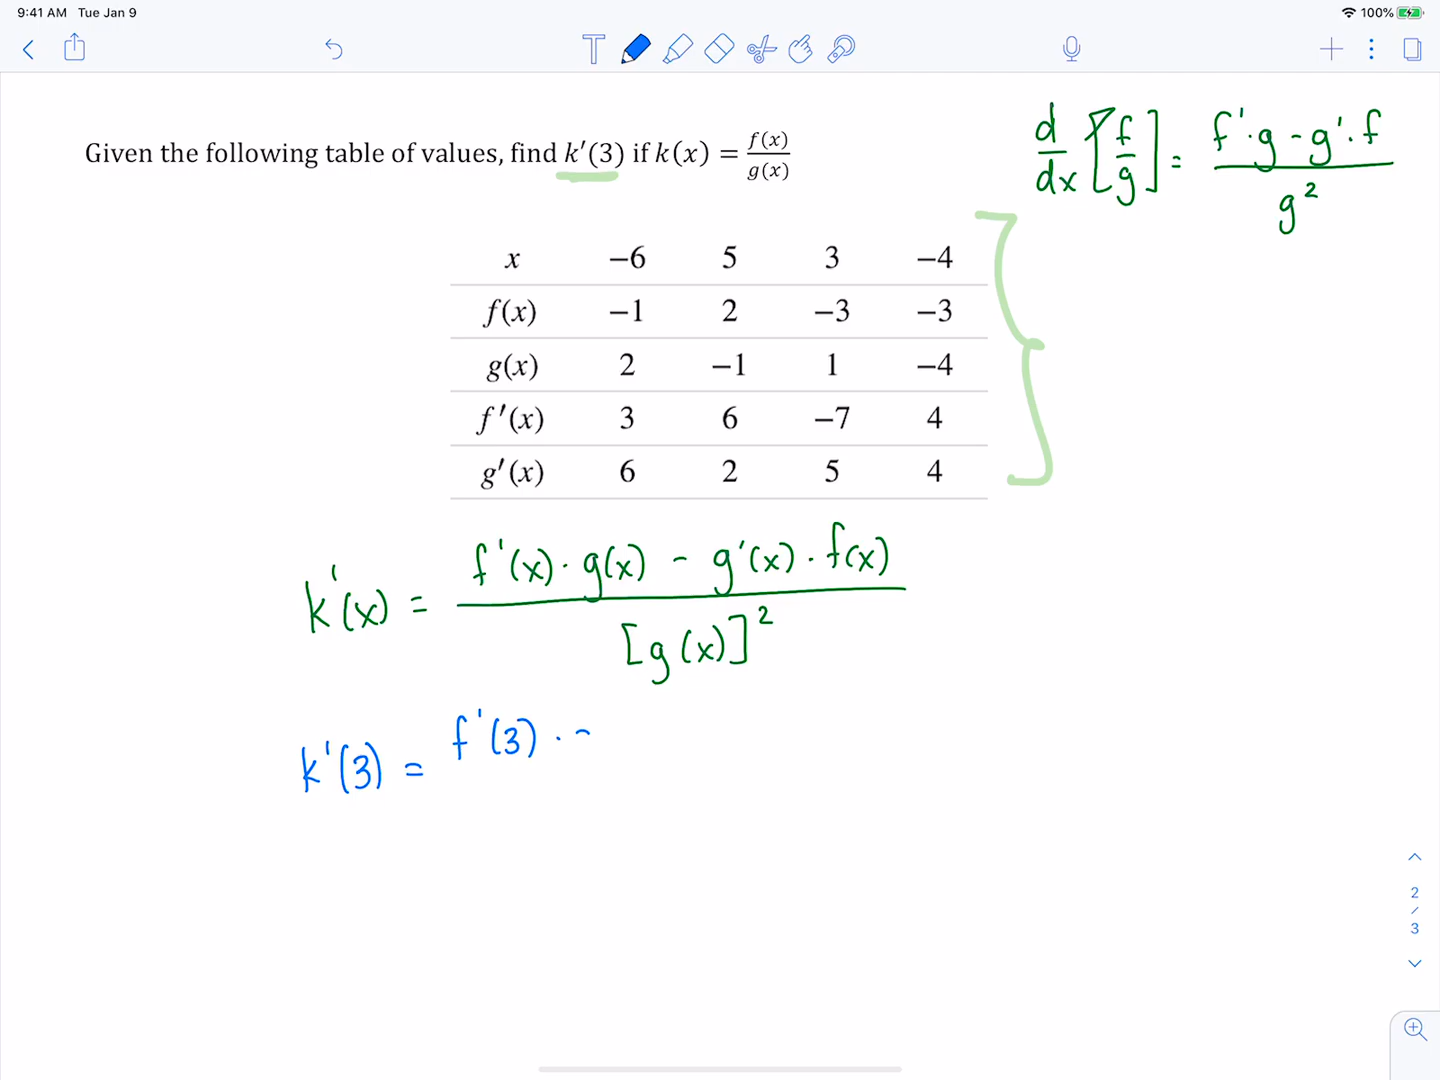 9:41 AM Tue Jan 9 100%
T
Given the following table of values, find k′(3) if k(x) = f(x)/g(x)
d/dx [f/g] = f'·g - g'·f / g²
x −6 5 3 −4
f(x) −1 2 −3 −3
g(x) 2 −1 1 −4
f′(x) 3 6 −7 4
g′(x) 6 2 5 4
k'(x) = f'(x)·g(x) - g'(x)·f(x) / [g(x)]²
k'(3) = f'(3) ·
2
/
3